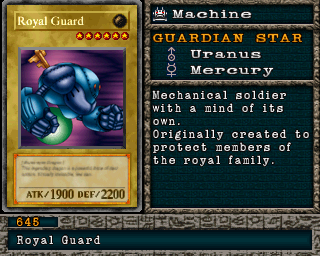 Royal Guard
ATK/1900 DEF/2200
Machine
GUARDIAN STAR
Uranus
Mercury
Mechanical soldier
with a mind of its
own.
Originally created to
protect members of
the royal family.
645
Royal Guard